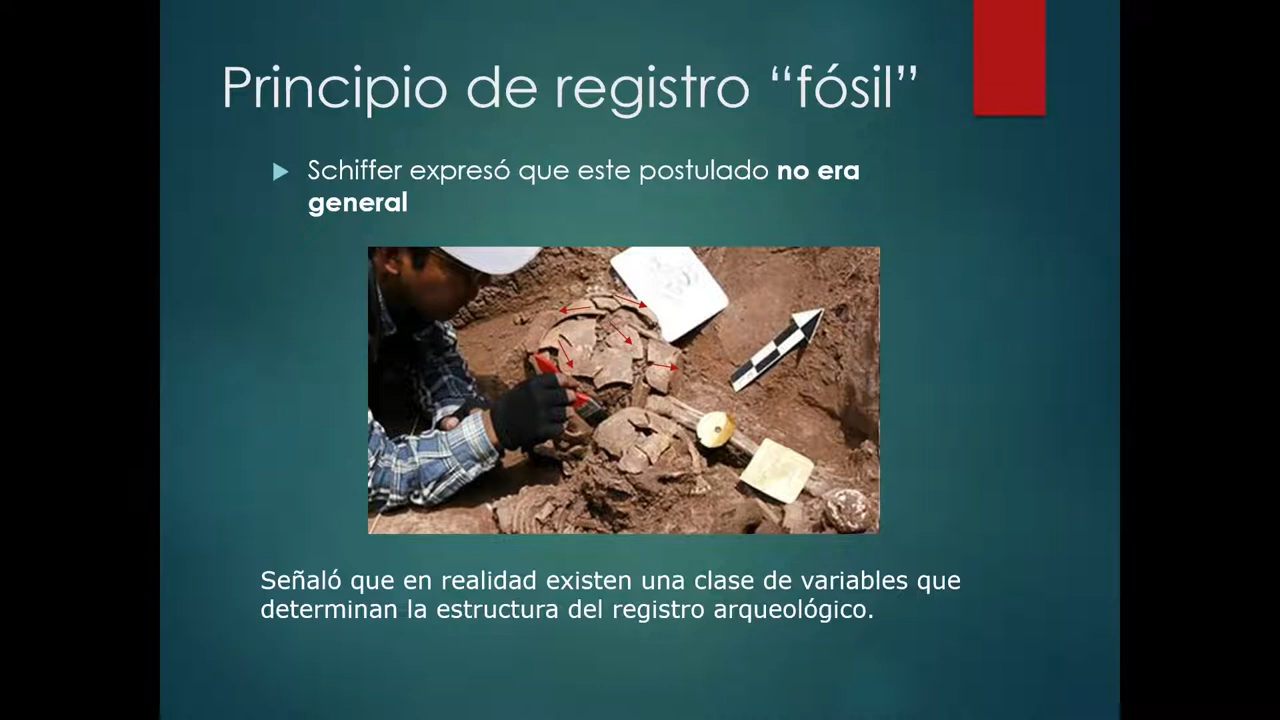 Principio de registro “fósil”
Schiffer expresó que este postulado no era
general
Señaló que en realidad existen una clase de variables que
determinan la estructura del registro arqueológico.